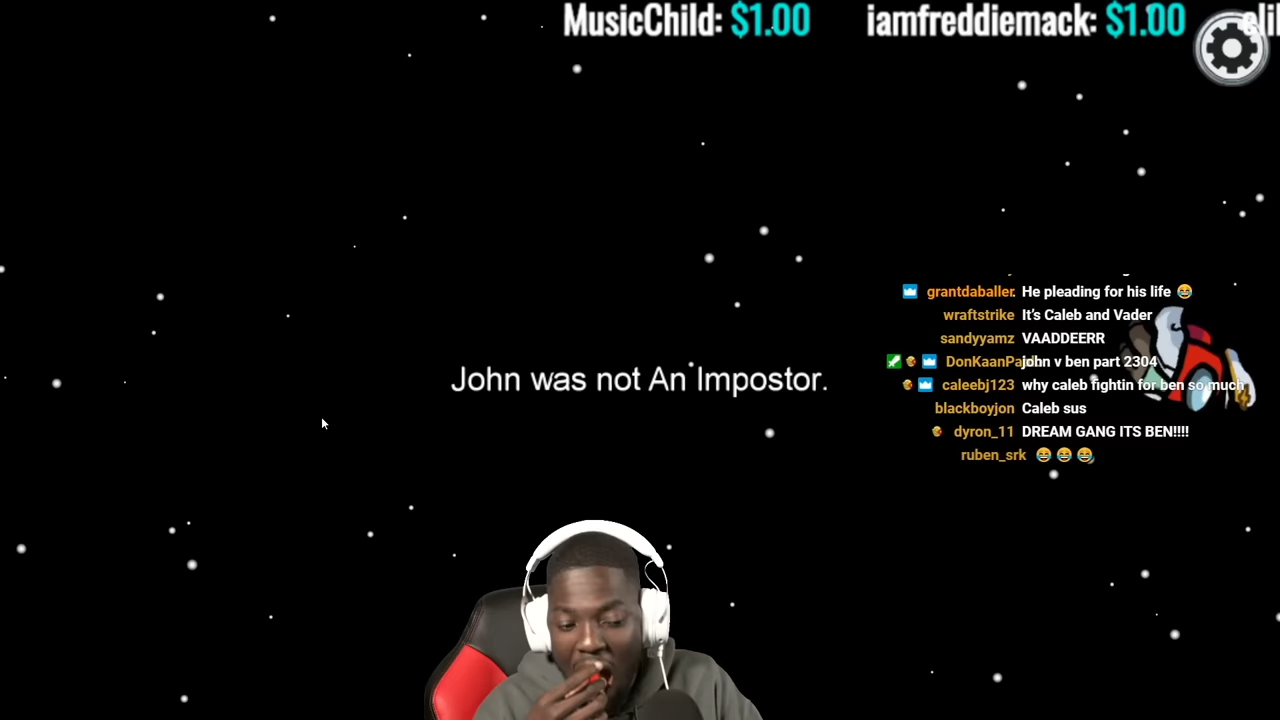 MusicChild: $1.00 iamfreddiemack: $1.00 eli
grantdaballer: He pleading for his life 😂
wraftstrike It's Caleb and Vader
sandyyamz VAADDEERR
DonKaanPa john v ben part 2304
caleebj123 why caleb fightin for ben so much
John was not An Impostor.
blackboyjon Caleb sus
dyron_11 DREAM GANG ITS BEN!!!!
ruben_srk 😂 😂 😂